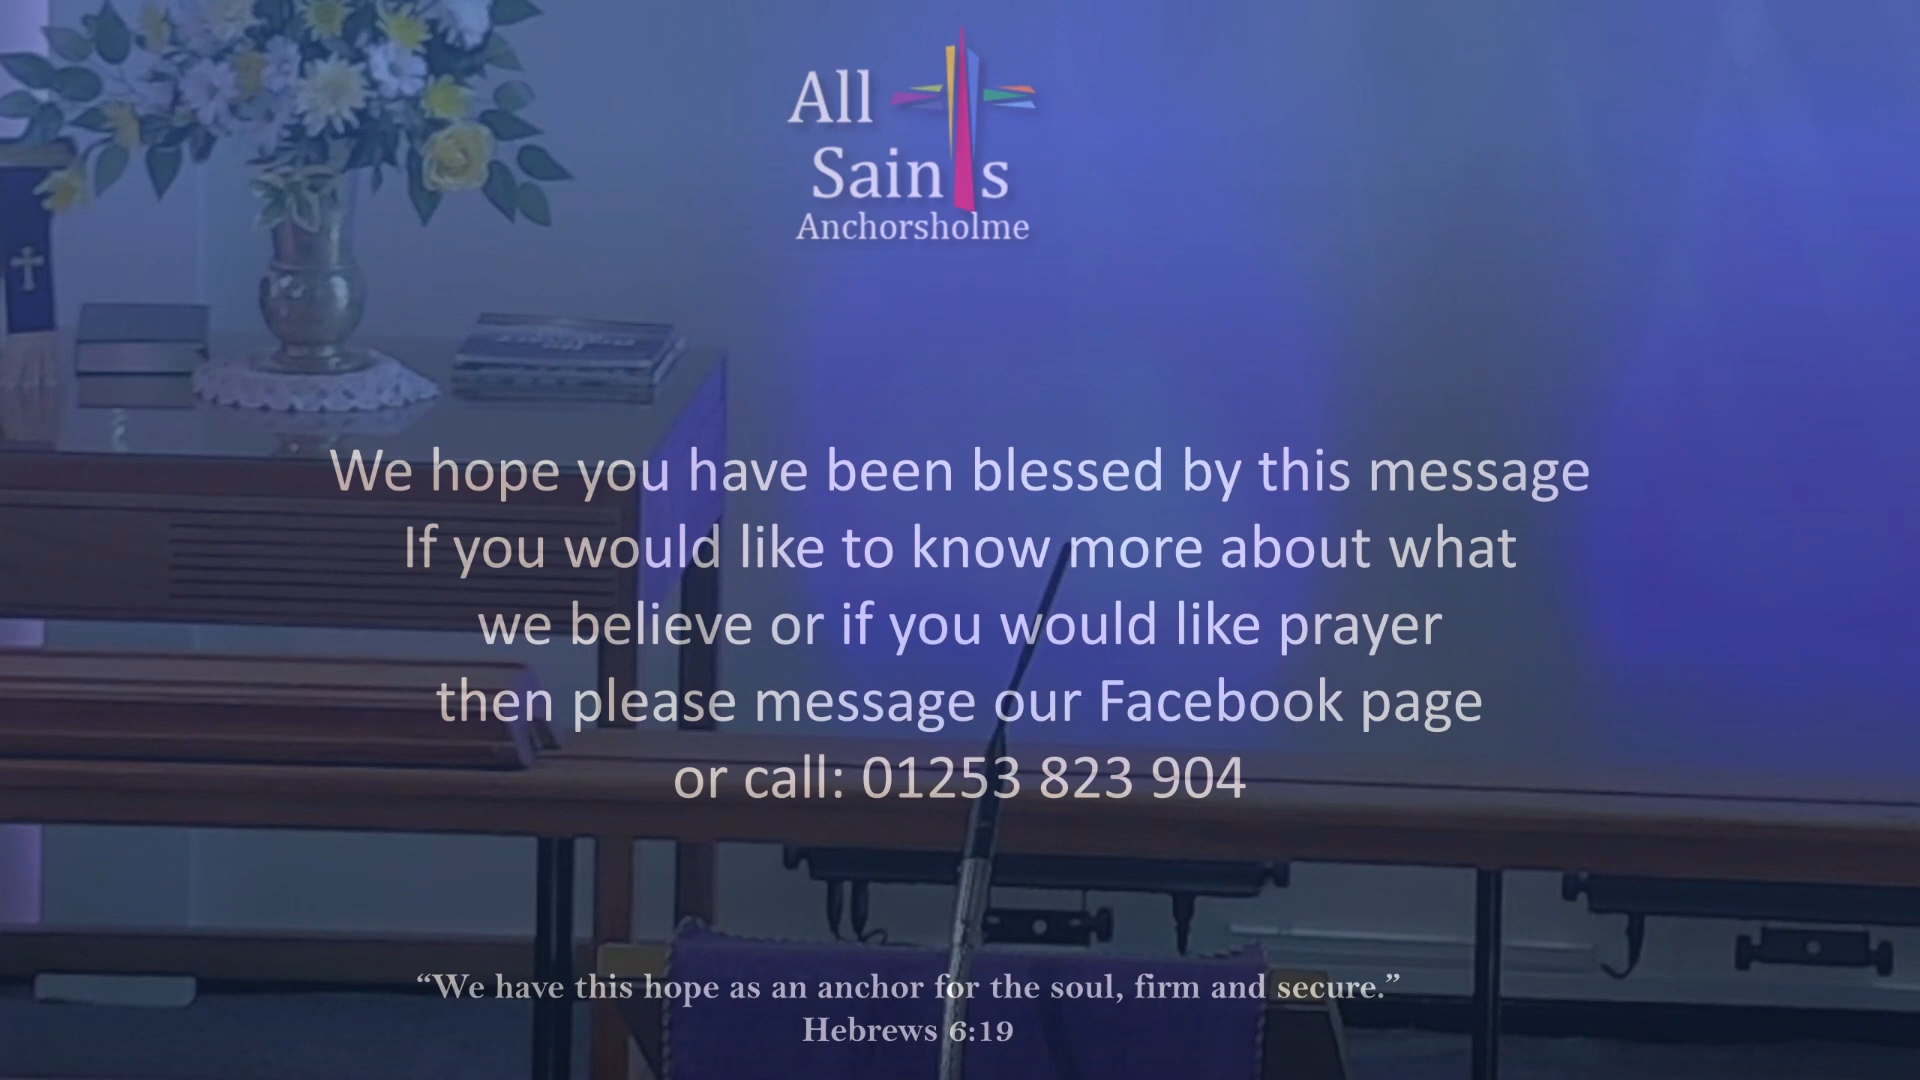 All
Saints
Anchorsholme
We hope you have been blessed by this message
If you would like to know more about what
we believe or if you would like prayer
then please message our Facebook page
or call: 01253 823 904
“We have this hope as an anchor for the soul, firm and secure.”
Hebrews 6:19